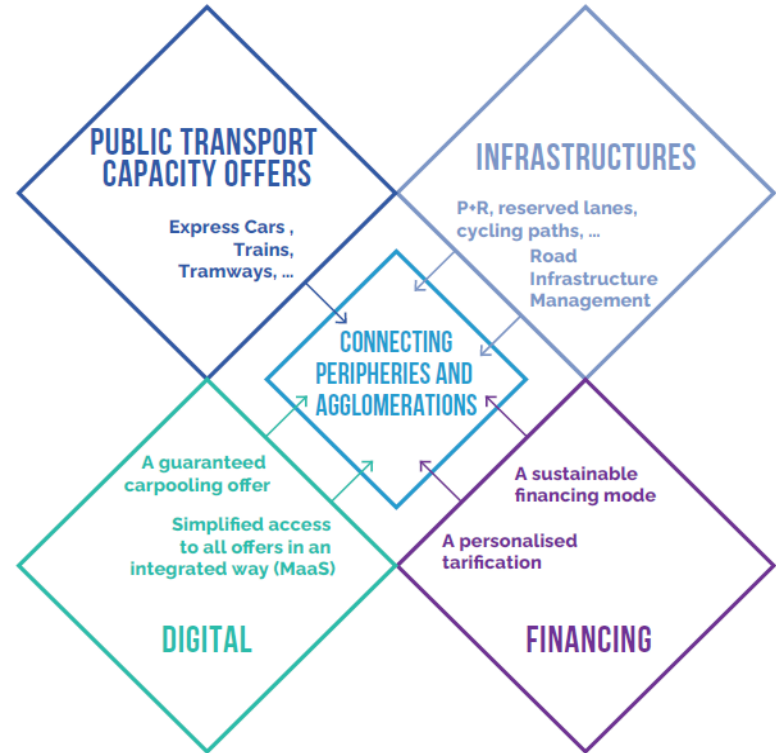 PUBLIC TRANSPORT
CAPACITY OFFERS
Express Cars ,
Trains,
Tramways, ...
INFRASTRUCTURES
P+R, reserved lanes,
cycling paths, ...
Road
Infrastructure
Management
CONNECTING
PERIPHERIES AND
AGGLOMERATIONS
A guaranteed
carpooling offer
Simplified access
to all offers in an
integrated way (MaaS)
DIGITAL
A sustainable
financing mode
A personalised
tarification
FINANCING